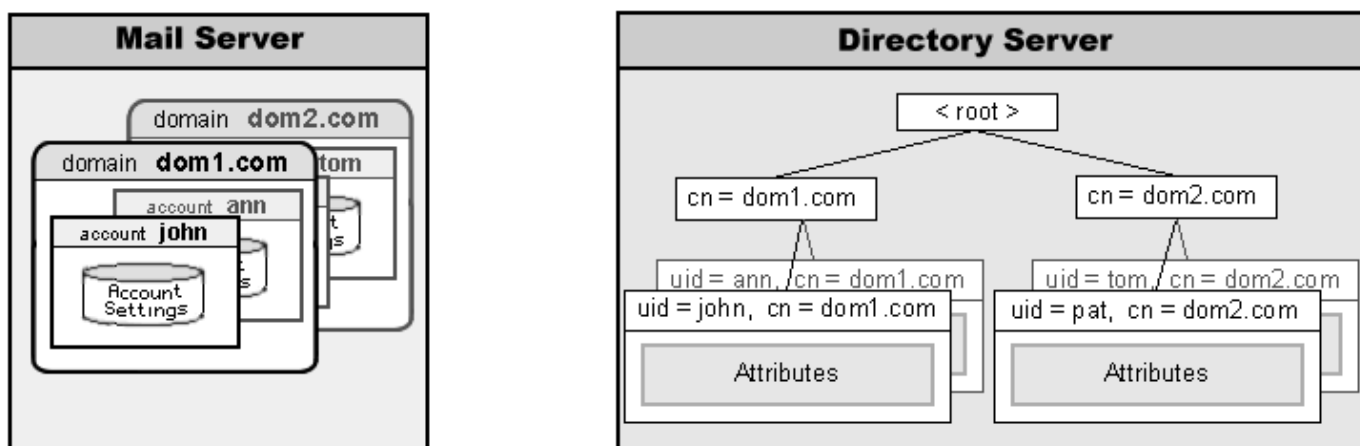 Mail Server
domain dom2.com
domain dom1.com
tom
account ann
account john
Account
Settings
Directory Server
< root >
cn = dom1.com
cn = dom2.com
uid = ann, cn = dom1.com
uid = tom, cn = dom2.com
uid = john, cn = dom1.com
uid = pat, cn = dom2.com
Attributes
Attributes